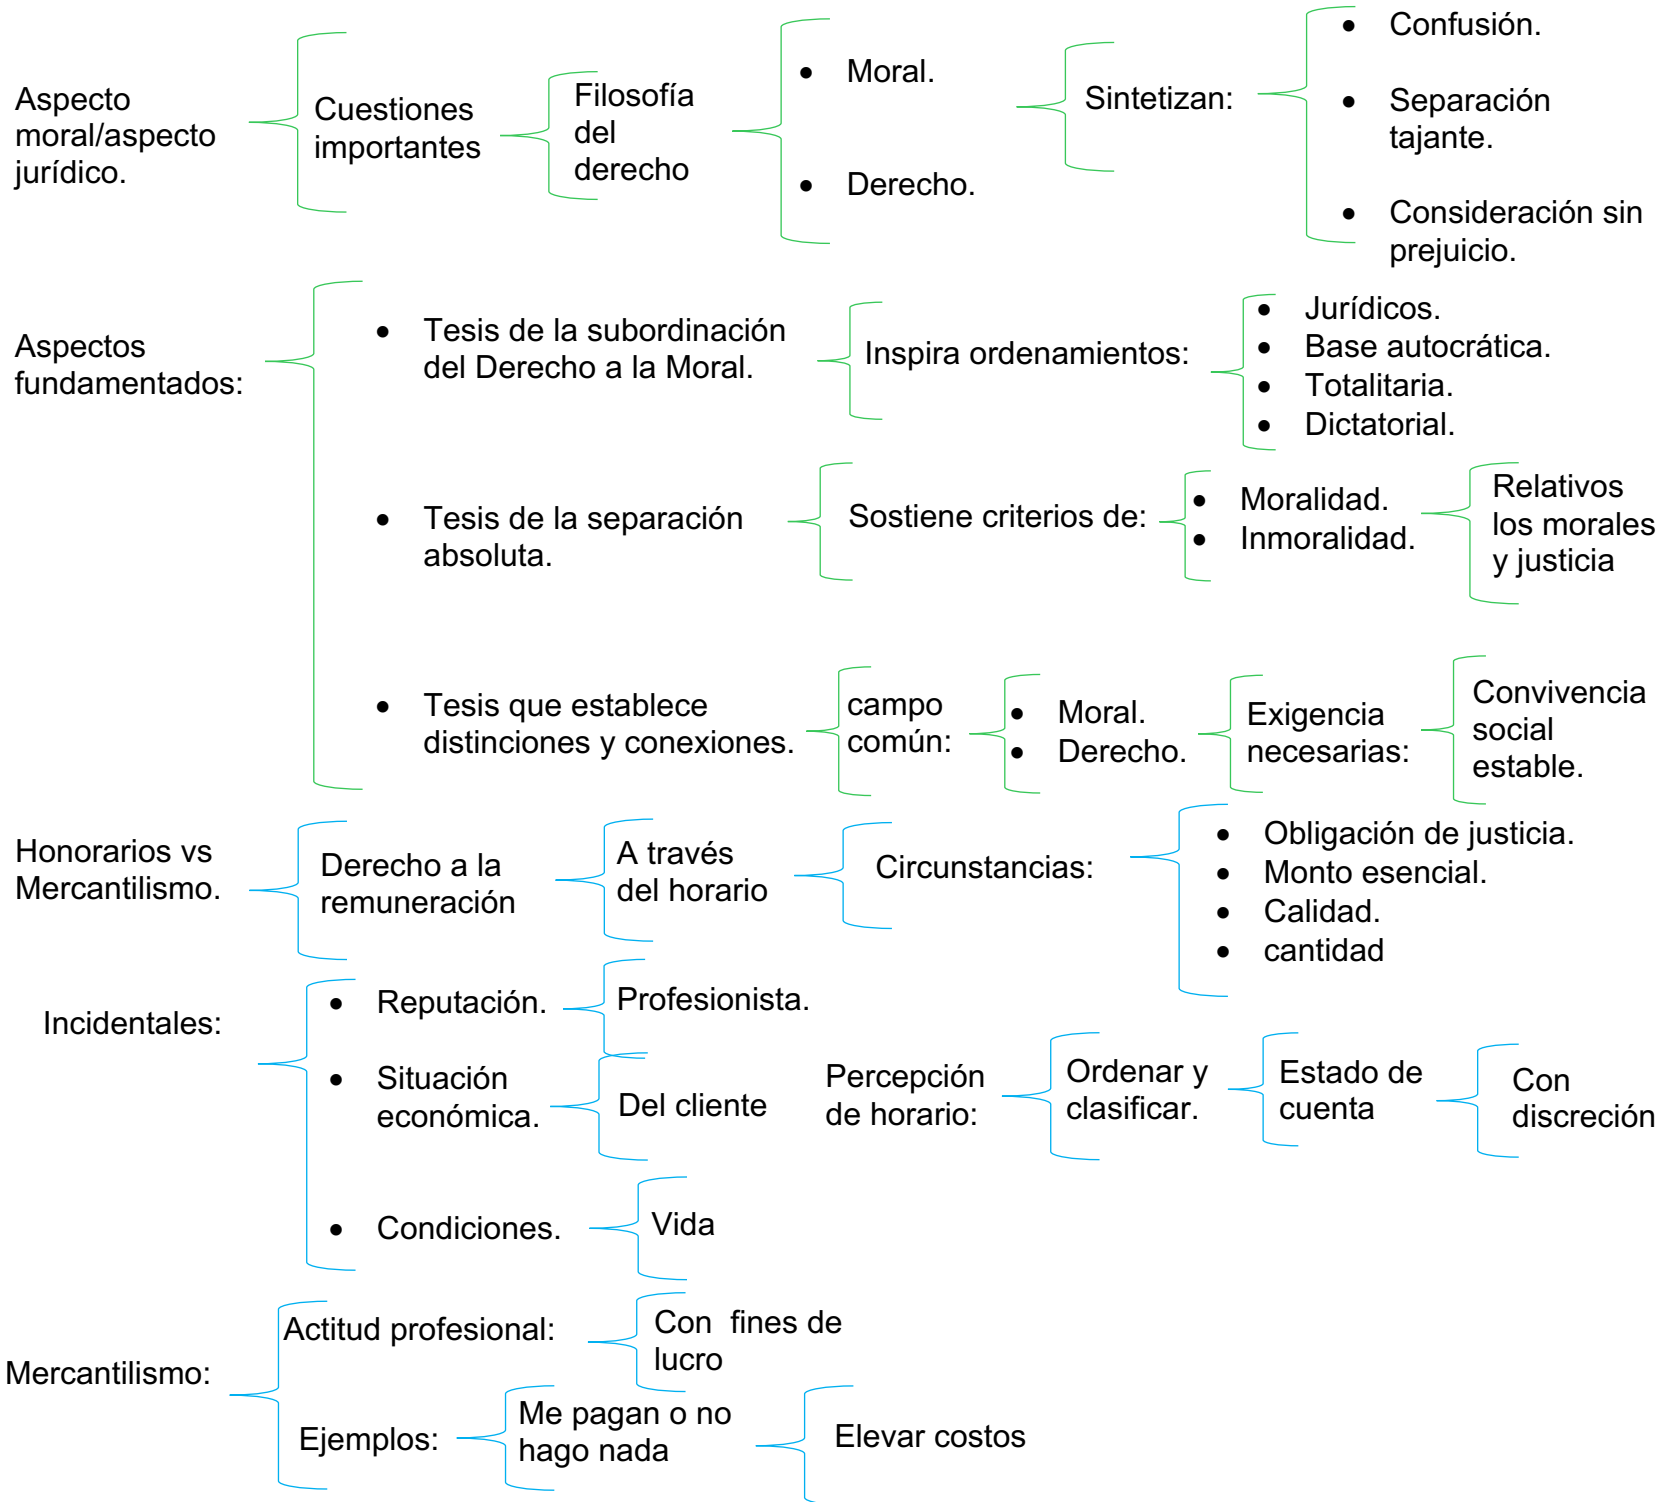 Aspecto
moral/aspecto
jurídico.
Cuestiones
importantes
Filosofía
del
derecho
• Moral.
• Derecho.
Sintetizan:
• Confusión.
• Separación
tajante.
• Consideración sin
prejuicio.
Aspectos
fundamentados:
• Tesis de la subordinación
del Derecho a la Moral.
Inspira ordenamientos:
• Jurídicos.
• Base autocrática.
• Totalitaria.
• Dictatorial.
• Tesis de la separación
absoluta.
Sostiene criterios de:
• Moralidad.
• Inmoralidad.
Relativos
los morales
y justicia
• Tesis que establece
distinciones y conexiones.
campo
común:
• Moral.
• Derecho.
Exigencia
necesarias:
Convivencia
social
estable.
Honorarios vs
Mercantilismo.
Derecho a la
remuneración
A través
del horario
Circunstancias:
• Obligación de justicia.
• Monto esencial.
• Calidad.
• cantidad
Incidentales:
• Reputación.
Profesionista.
• Situación
económica.
Del cliente
• Condiciones.
Vida
Percepción
de horario:
Ordenar y
clasificar.
Estado de
cuenta
Con
discreción
Mercantilismo:
Actitud profesional:
Con  fines de
lucro
Ejemplos:
Me pagan o no
hago nada
Elevar costos